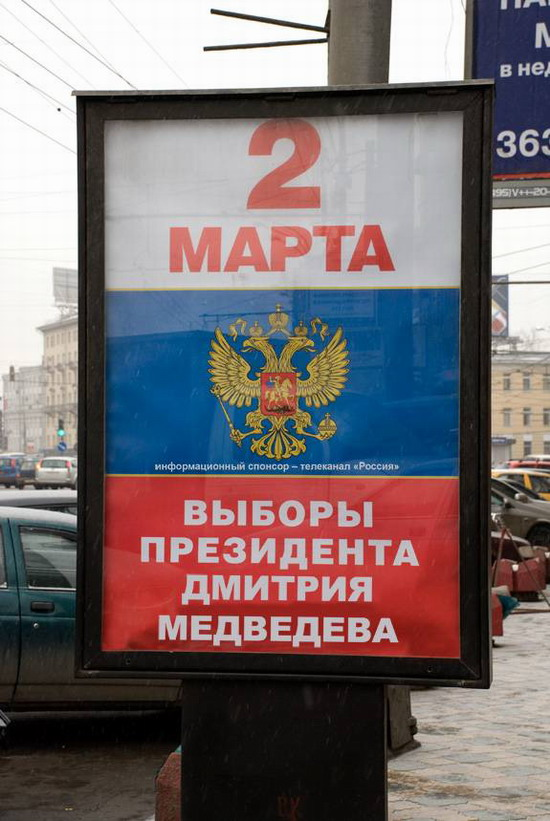 2
МАРТА
информационный спонсор – телеканал «Россия»
ВЫБОРЫ
ПРЕЗИДЕНТА
ДМИТРИЯ
МЕДВЕДЕВА
в нед
363